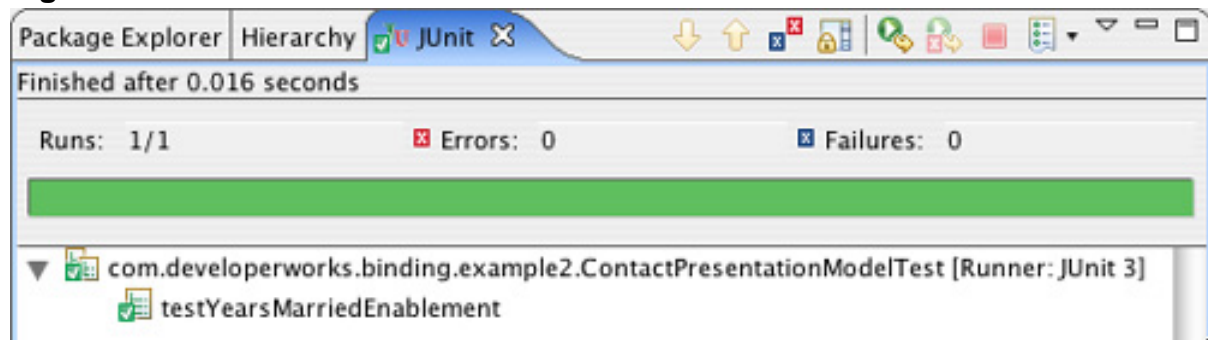 Package Explorer Hierarchy JUnit
Finished after 0.016 seconds
Runs: 1/1 Errors: 0 Failures: 0
com.developerworks.binding.example2.ContactPresentationModelTest [Runner: JUnit 3]
testYearsMarriedEnablement